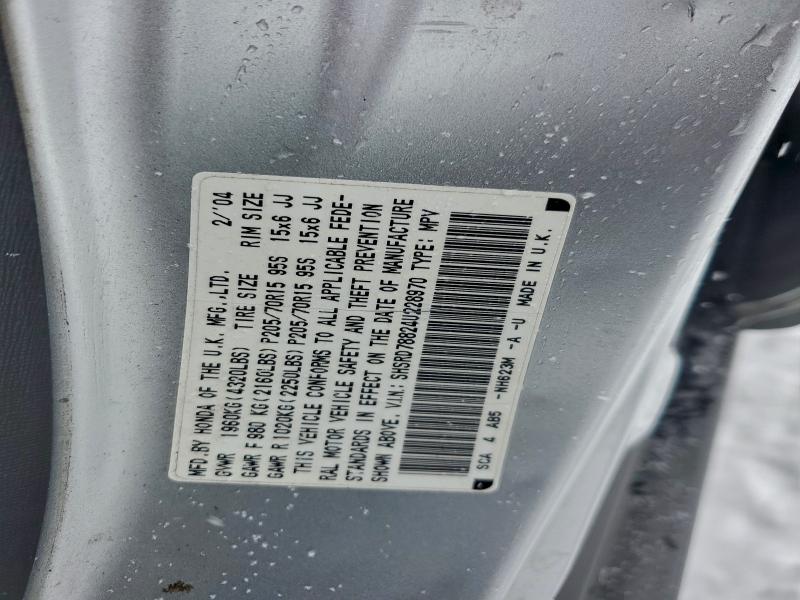 MFD.BY HONDA OF THE U.K. MFG.,LTD. 2/'04
GVWR 1960KG(4320LBS) TIRE SIZE RIM SIZE
GAWR F 980 KG(2160LBS)P205/70R15 95S 15x6 JJ
GAWR R 1020KG(2250LBS)P205/70R15 95S 15x6 JJ
THIS VEHICLE CONFORMS TO ALL APPLICABLE FEDE-
RAL MOTOR VEHICLE SAFETY AND THEFT PREVENTION
STANDARDS IN EFFECT ON THE DATE OF MANUFACTURE
SHOWN ABOVE. V.I.N.: SHSRD78824U228970 TYPE: MPV
SCA 4 AB5 -NH623M -A -U MADE IN U.K.